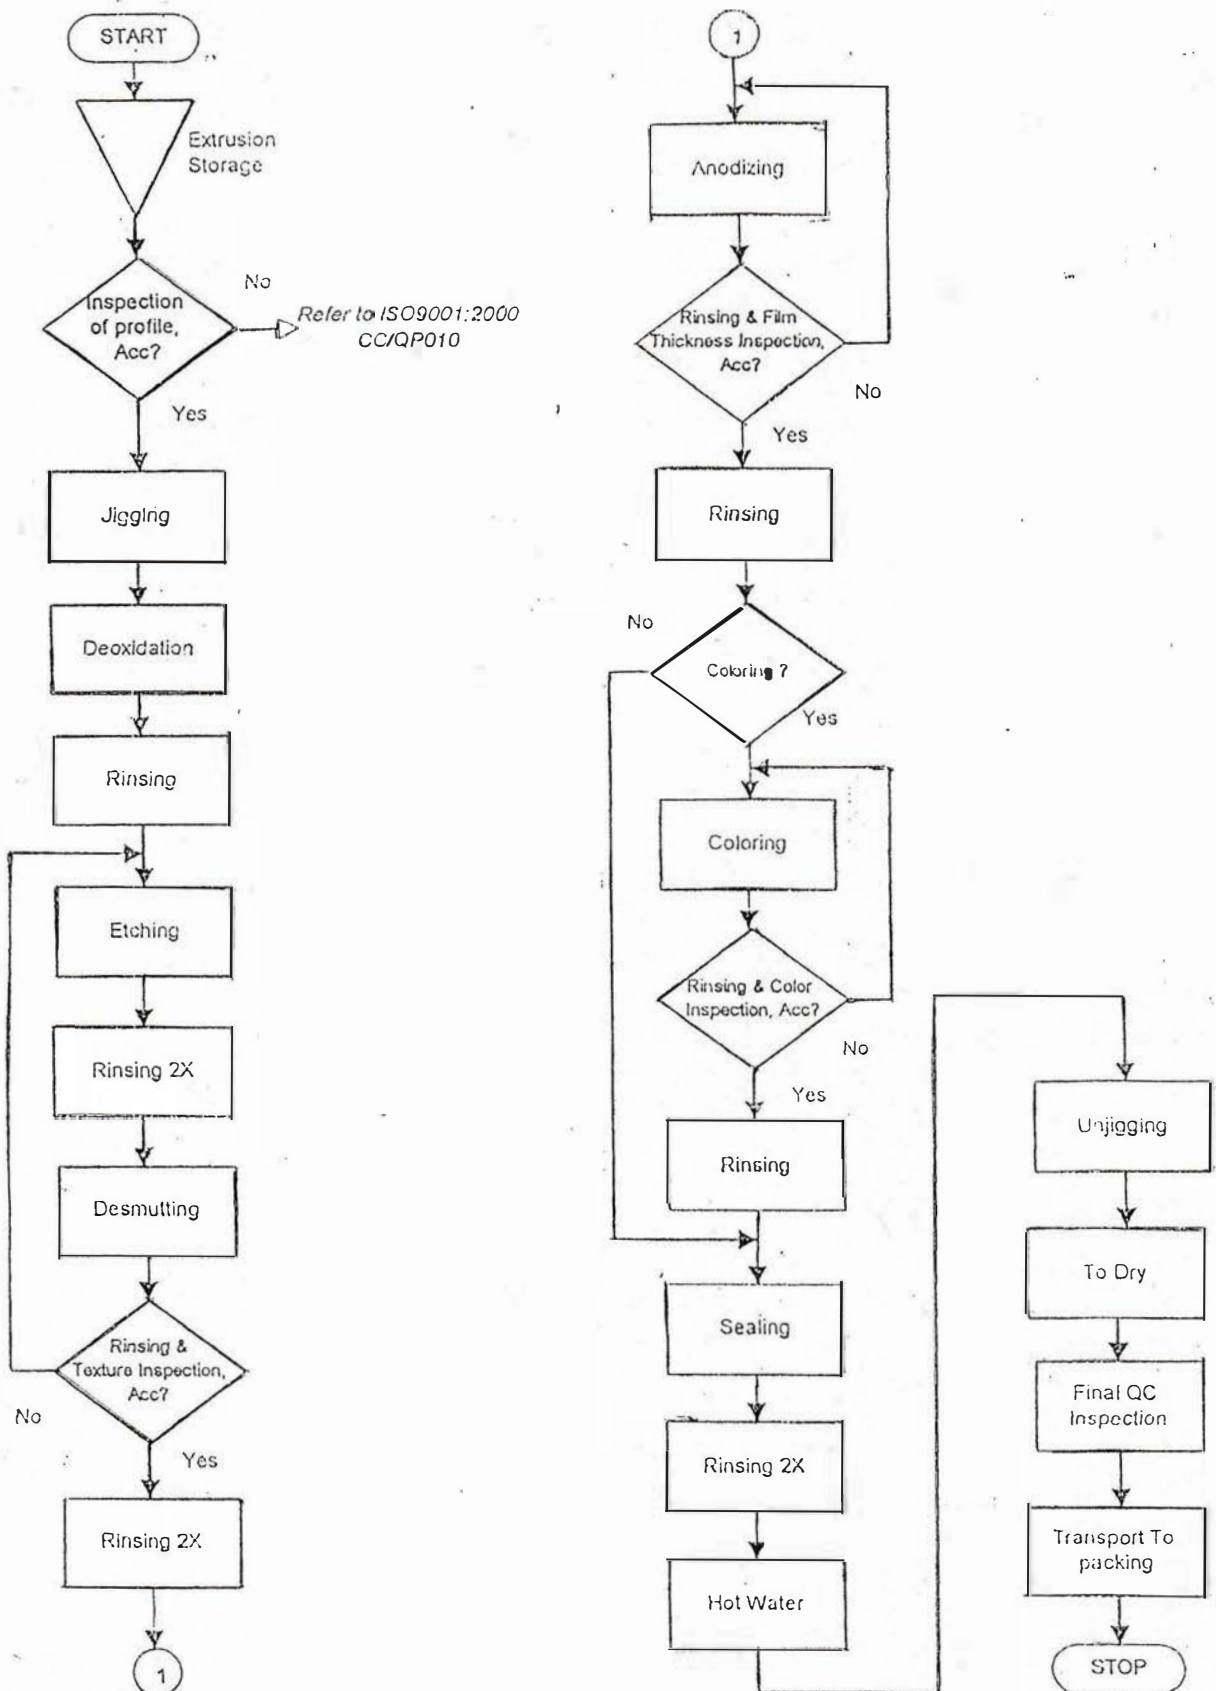 START
Extrusion
Storage
Inspection
of profile,
Acc?
No
Refer to ISO9001:2000
CC/QP010
Yes
Jigging
Deoxidation
Rinsing
Etching
Rinsing 2X
Desmutting
Rinsing &
Texture Inspection,
Acc?
No
Yes
Rinsing 2X
1
1
Anodizing
Rinsing & Film
Thickness Inspection,
Acc?
No
Yes
Rinsing
No
Coloring ?
Yes
Coloring
Rinsing & Color
Inspection, Acc?
No
Yes
Rinsing
Sealing
Rinsing 2X
Hot Water
Unjigging
To Dry
Final QC
Inspection
Transport To
packing
STOP